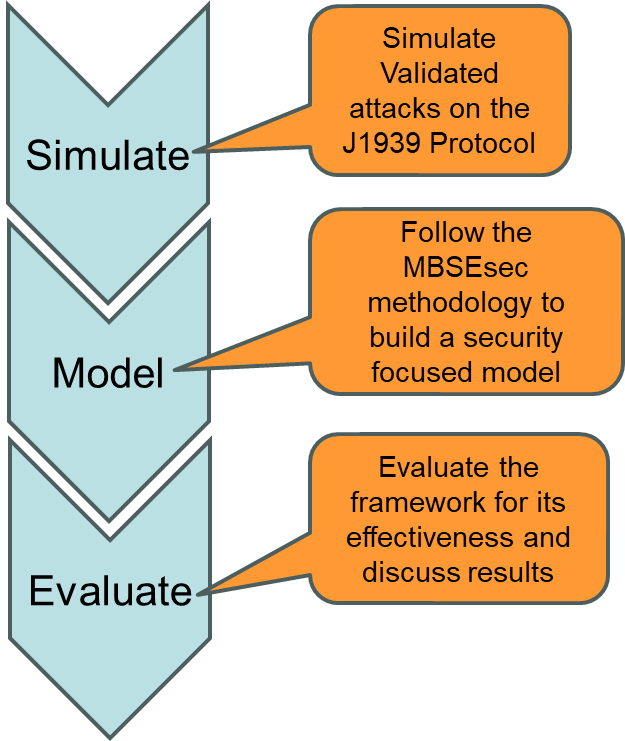 Simulate
Simulate
Validated
attacks on the
J1939 Protocol
Model
Follow the
MBSEsec
methodology to
build a security
focused model
Evaluate
Evaluate the
framework for its
effectiveness and
discuss results